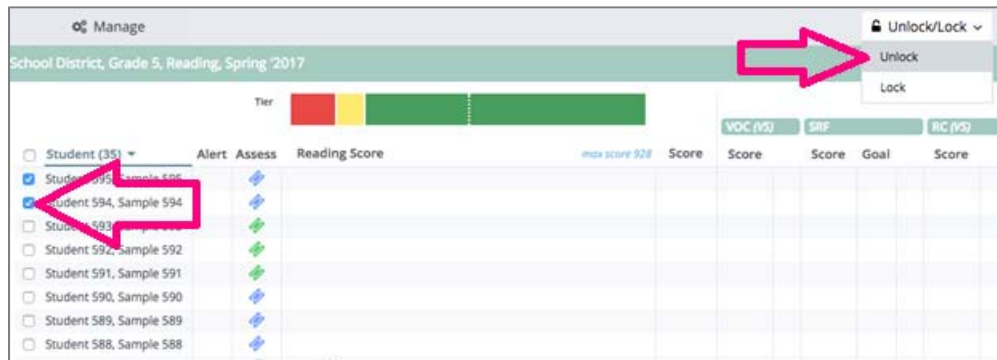 Manage Unlock/Lock
School District, Grade 5, Reading, Spring '2017 Unlock
Lock
Tier
VOC (VS) SRF RC (VS)
Student (35) Alert Assess Reading Score max score 928 Score Score Score Goal Score
Student 595, Sample 595
Student 594, Sample 594
Student 593,
Student 592, Sample 592
Student 591, Sample 591
Student 590, Sample 590
Student 589, Sample 589
Student 588, Sample 588